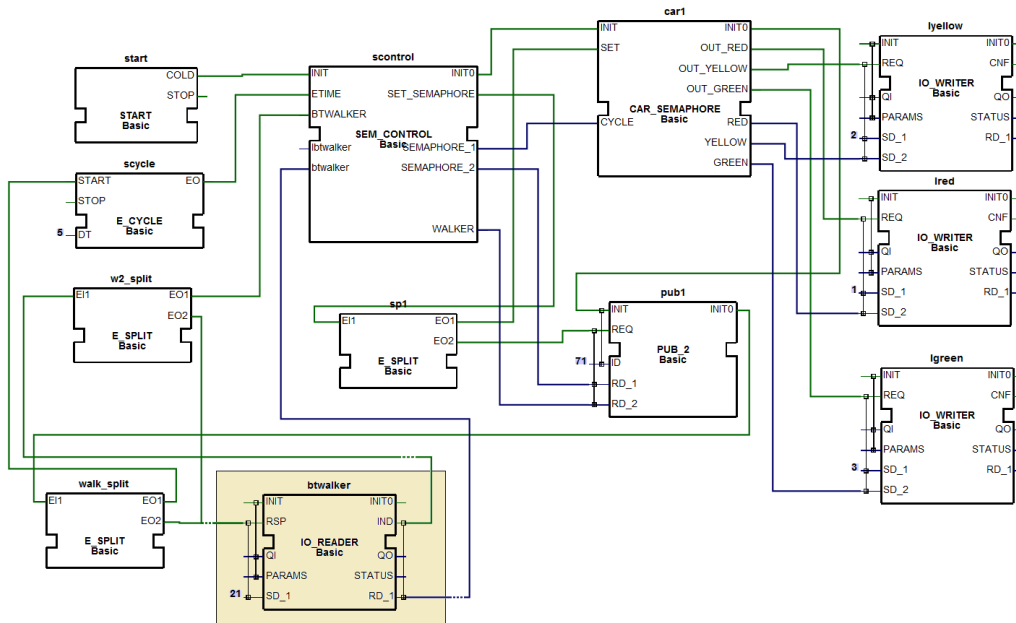 start
COLD
STOP
START
Basic
scycle
START
EO
STOP
E_CYCLE
Basic
5
DT
w2_split
EI1
EO1
EO2
E_SPLIT
Basic
walk_split
EI1
EO1
EO2
E_SPLIT
Basic
scontrol
INIT
INIT0
ETIME
SET_SEMAPHORE
BTWALKER
SEM_CONTROL
Basic
lbtwalker
SEMAPHORE_1
btwalker
SEMAPHORE_2
WALKER
sp1
EI1
EO1
EO2
E_SPLIT
Basic
btwalker
INIT
INIT0
RSP
IND
IO_READER
Basic
QI
QO
PARAMS
STATUS
21
SD_1
RD_1
car1
INIT
INIT0
SET
OUT_RED
OUT_YELLOW
OUT_GREEN
CAR_SEMAPHORE
Basic
CYCLE
RED
YELLOW
GREEN
pub1
INIT
INIT0
REQ
PUB_2
Basic
71
ID
RD_1
RD_2
lyellow
INIT
INIT0
REQ
CNF
IO_WRITER
Basic
QI
QO
PARAMS
STATUS
2
SD_1
RD_1
SD_2
lred
INIT
INIT0
REQ
CNF
IO_WRITER
Basic
QI
QO
PARAMS
STATUS
1
SD_1
RD_1
SD_2
lgreen
INIT
INIT0
REQ
CNF
IO_WRITER
Basic
QI
QO
PARAMS
STATUS
3
SD_1
RD_1
SD_2